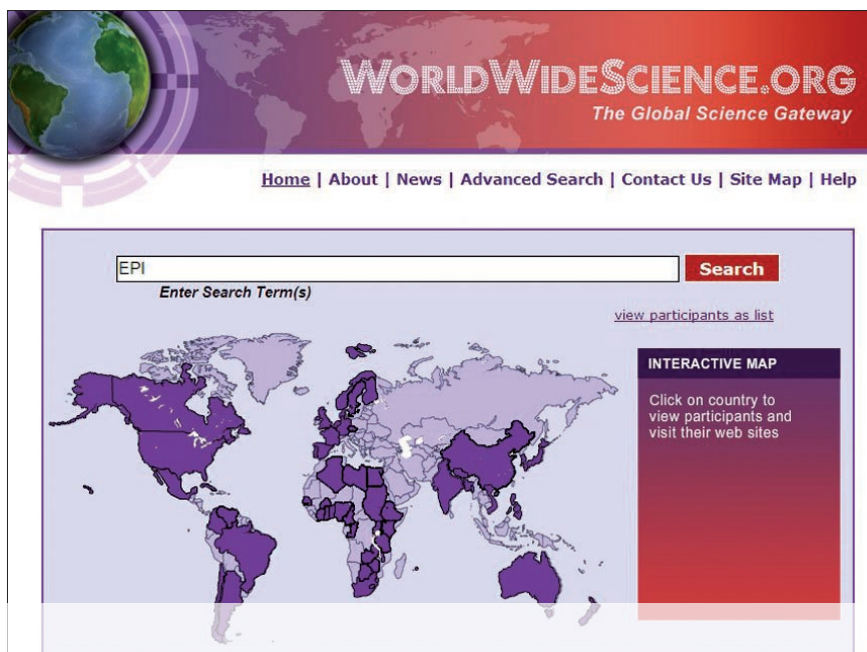 WORLDWIDESCIENCE.ORG
The Global Science Gateway
Home | About | News | Advanced Search | Contact Us | Site Map | Help
EPI
Search
Enter Search Term(s)
view participants as list
INTERACTIVE MAP
Click on country to
view participants and
visit their web sites